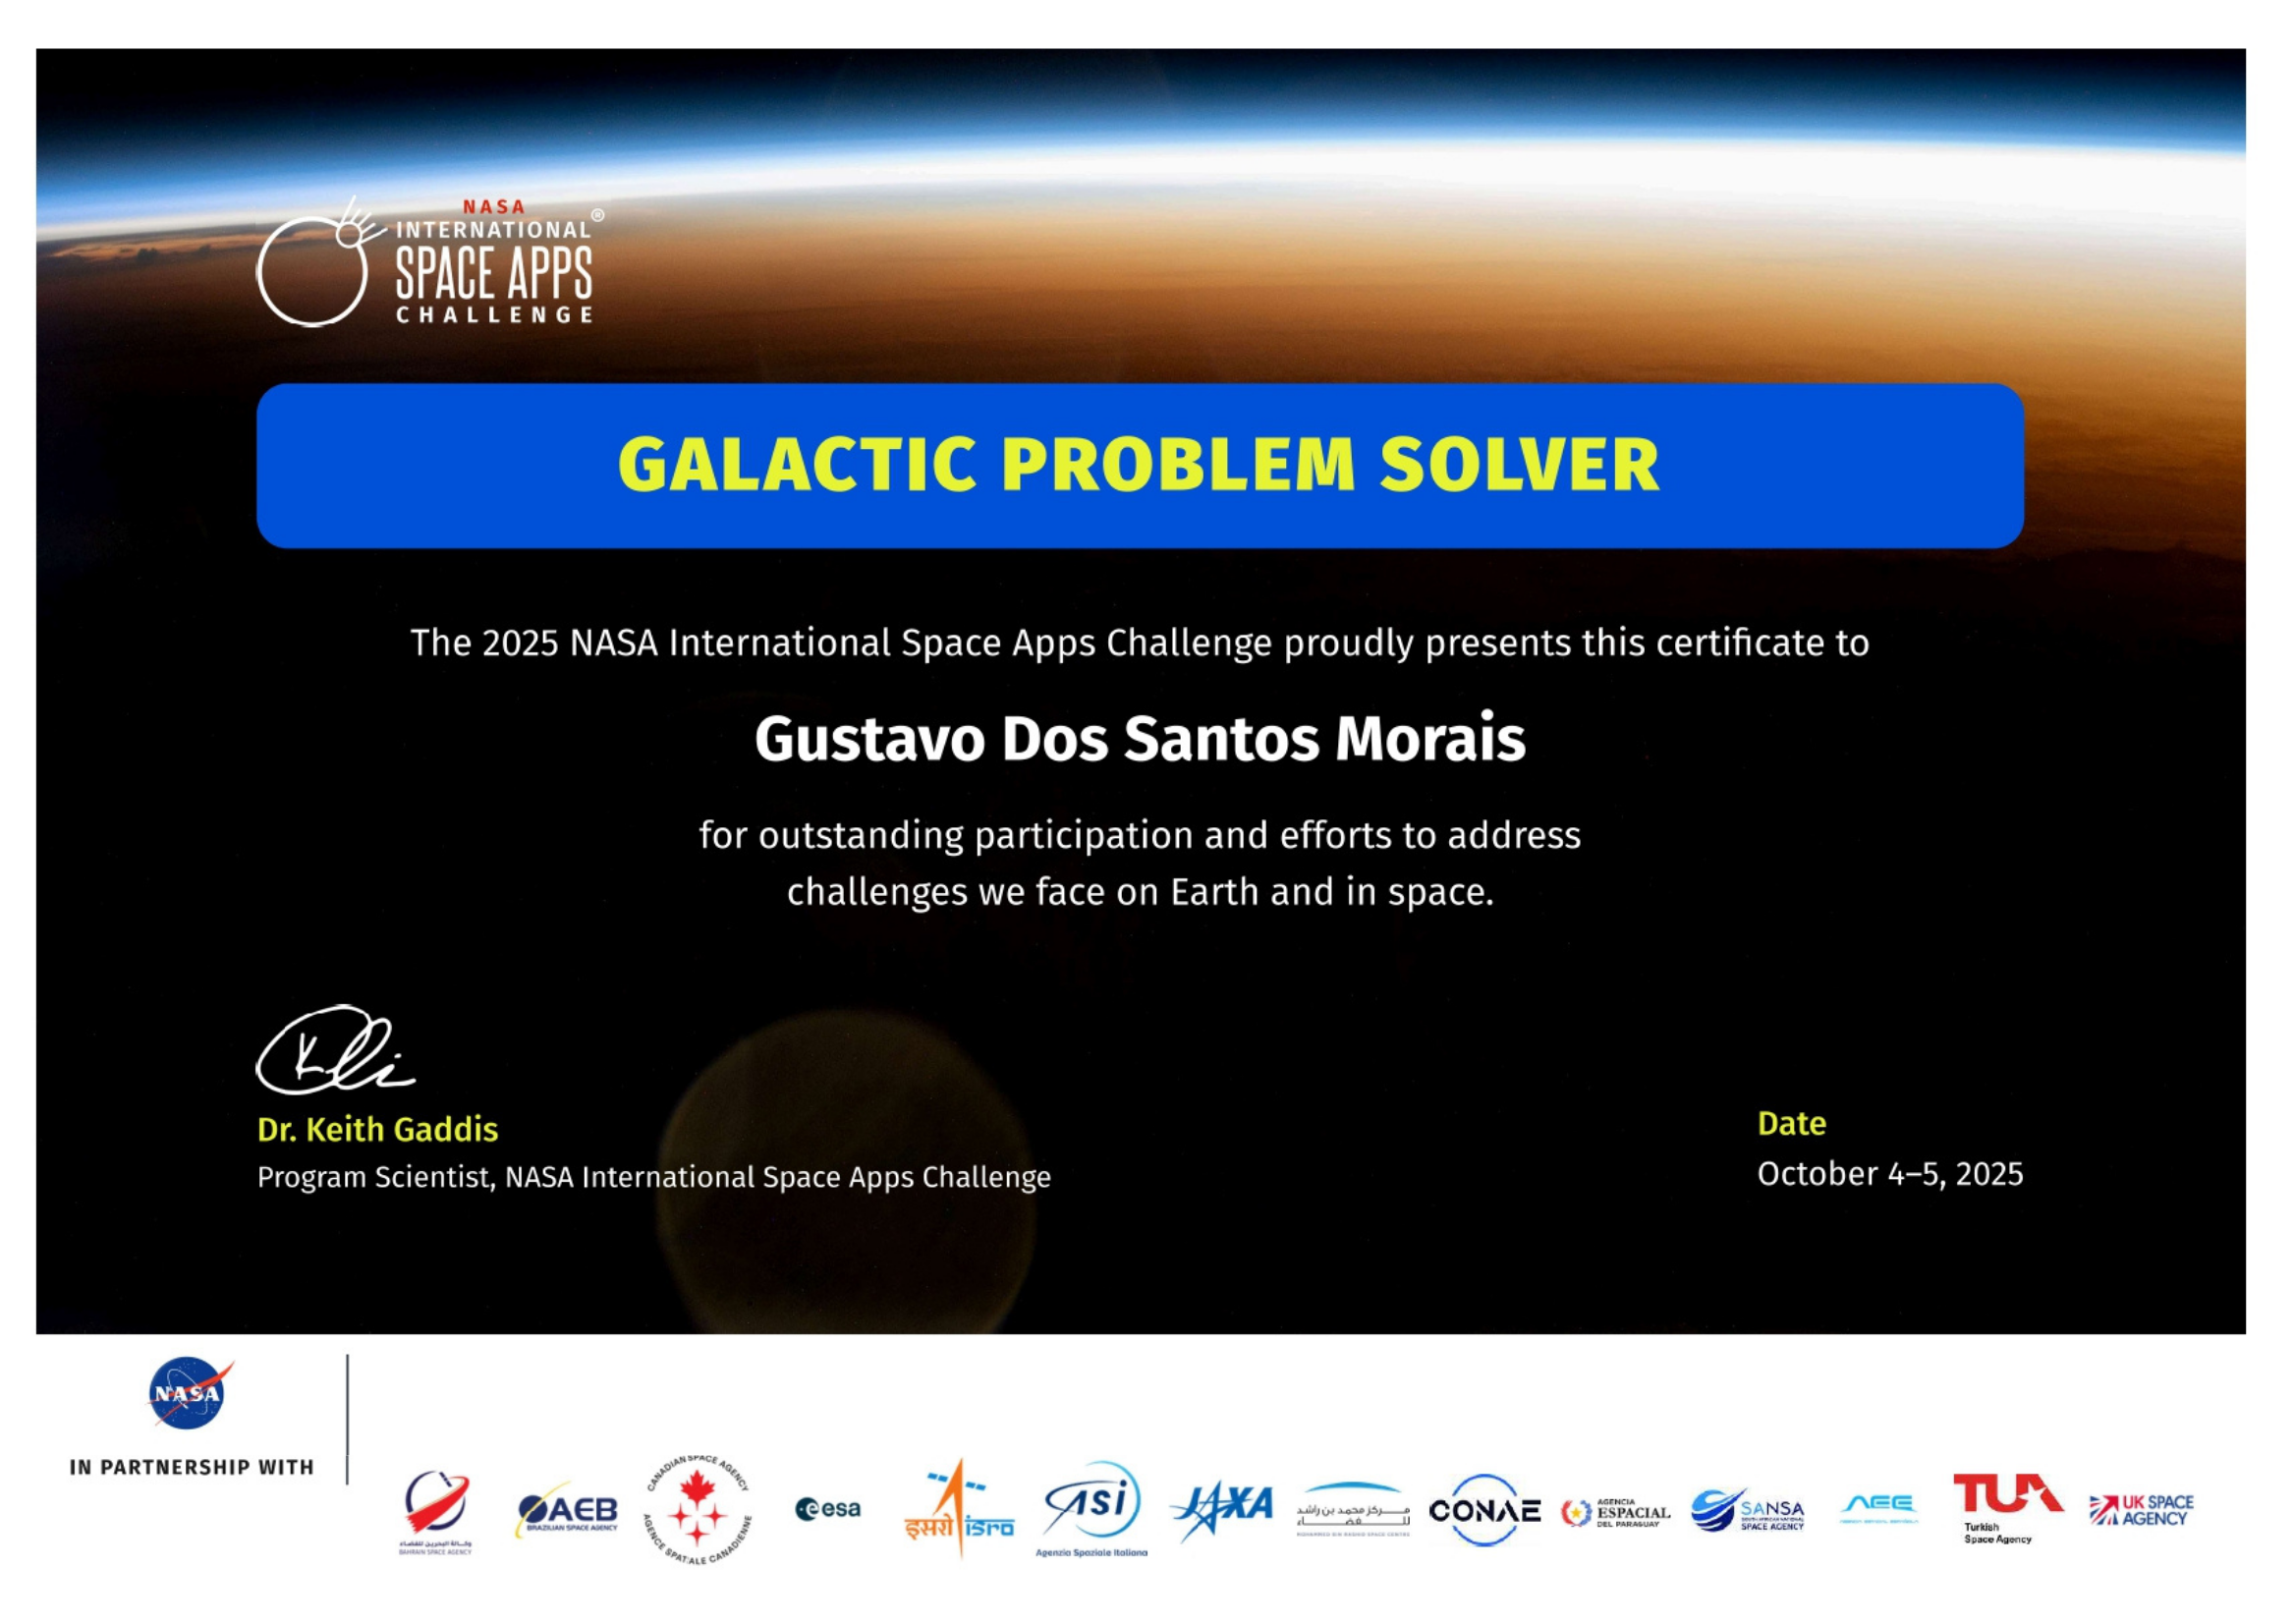 NASA
INTERNATIONAL®
SPACE APPS
CHALLENGE
GALACTIC PROBLEM SOLVER
The 2025 NASA International Space Apps Challenge proudly presents this certificate to
Gustavo Dos Santos Morais
for outstanding participation and efforts to address
challenges we face on Earth and in space.
Dr. Keith Gaddis
Program Scientist, NASA International Space Apps Challenge
Date
October 4–5, 2025
NASA
IN PARTNERSHIP WITH
وكالة البحرين للفضاء
BAHRAIN SPACE AGENCY
AEB
BRAZILIAN SPACE AGENCY
CANADIAN SPACE AGENCY
AGENCE SPATIALE CANADIENNE
esa
इसरो isro
asi
Agenzia Spaziale Italiana
JAXA
مركز محمد بن راشد
للفضاء
MOHAMMED BIN RASHID SPACE CENTRE
CONAE
AGENCIA
ESPACIAL
DEL PARAGUAY
SANSA
SOUTH AFRICAN NATIONAL
SPACE AGENCY
AEE
TUA
Turkish
Space Agency
UK SPACE
AGENCY